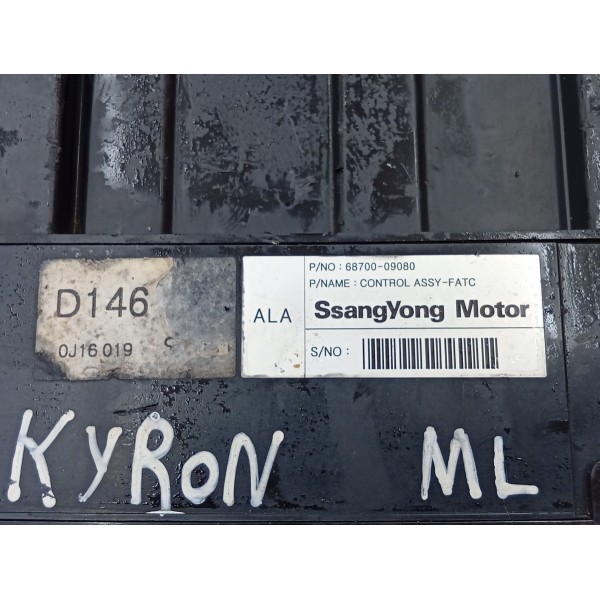 D146
0J16 019
P/NO : 68700-09080
P/NAME : CONTROL ASSY-FATC
ALA
SsangYong Motor
S/NO :
KYRON ML